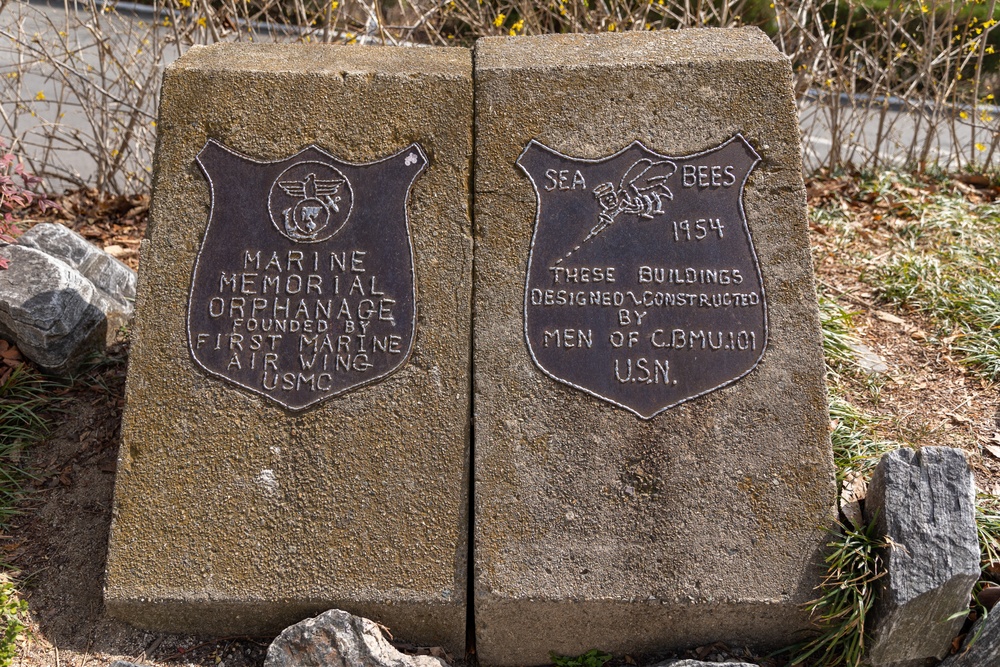 MARINE
MEMORIAL
ORPHANAGE
FOUNDED BY
FIRST MARINE
AIR WING
USMC
SEA BEES
1954
THESE BUILDINGS
DESIGNED & CONSTRUCTED
BY
MEN OF C.B.M.U.101
U.S.N.